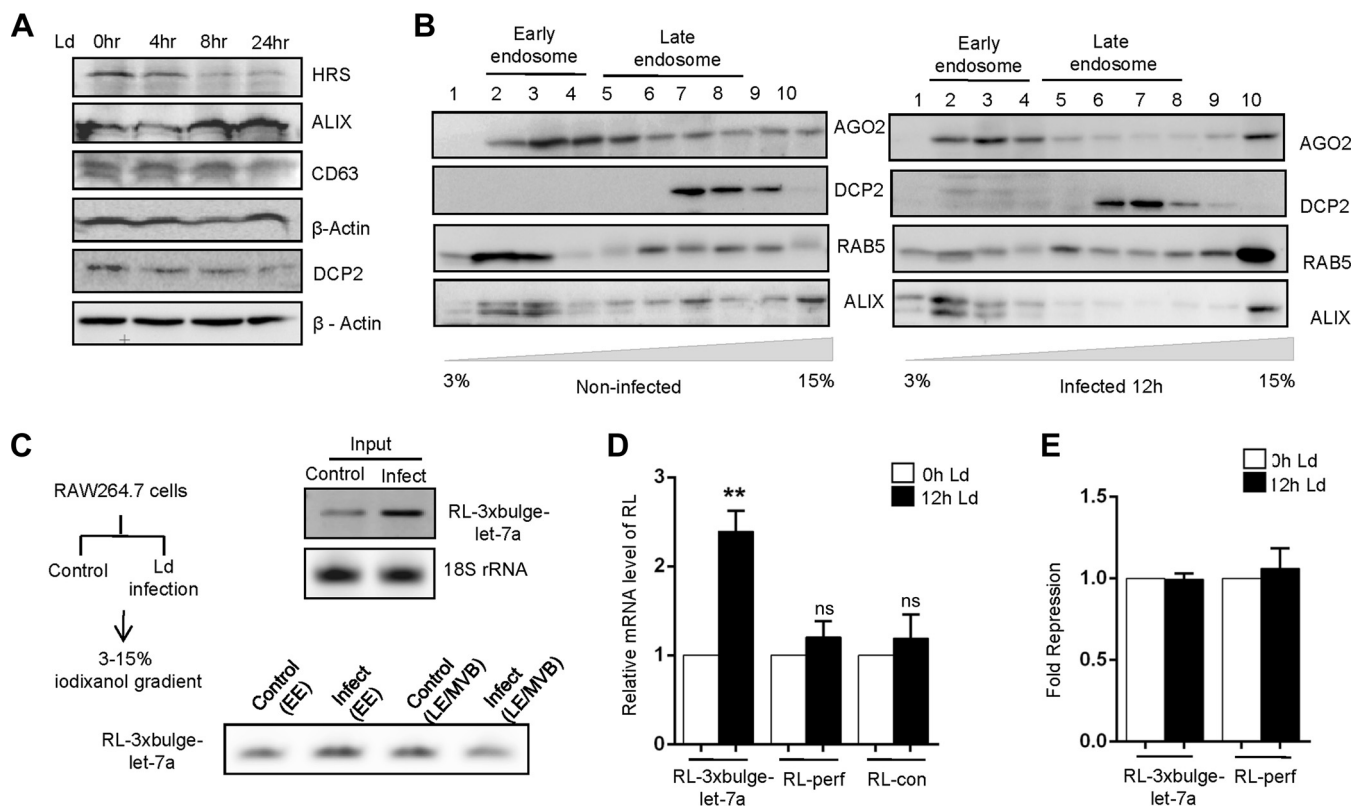 A
Ld 0hr 4hr 8hr 24hr
HRS
ALIX
CD63
β-Actin
DCP2
β - Actin
B
Early endosome
Late endosome
1 2 3 4 5 6 7 8 9 10
AGO2
DCP2
RAB5
ALIX
3% Non-infected 15%
Early endosome
Late endosome
1 2 3 4 5 6 7 8 9 10
AGO2
DCP2
RAB5
ALIX
3% Infected 12h 15%
C
RAW264.7 cells
Control
Ld infection
3-15%
iodixanol gradient
Input
Control Infect
RL-3xbulge-
let-7a
18S rRNA
Control (EE)
Infect (EE)
Control (LE/MVB)
Infect (LE/MVB)
RL-3xbulge-
let-7a
D
0h Ld
12h Ld
Relative mRNA level of RL
3
2
1
0
**
ns
ns
RL-3xbulge-
let-7a
RL-perf
RL-con
E
0h Ld
12h Ld
Fold Repression
1.5
1.0
0.5
0.0
RL-3xbulge-
let-7a
RL-perf